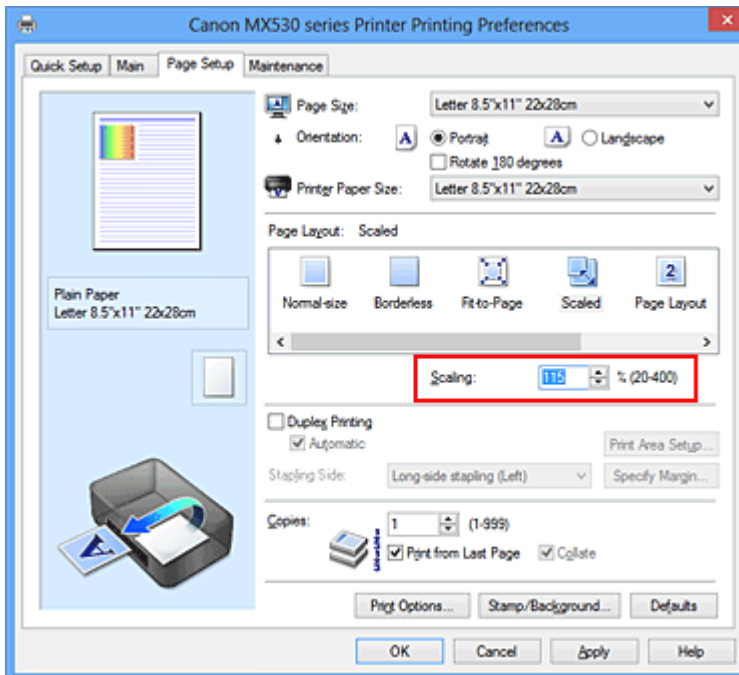 Canon MX530 series Printer Printing Preferences
Quick Setup Main Page Setup Maintenance
Page Size: Letter 8.5"x11" 22x28cm
Orientation: A Portrait A Landscape
Rotate 180 degrees
Printer Paper Size: Letter 8.5"x11" 22x28cm
Page Layout: Scaled
Normal-size Borderless Fit-to-Page Scaled Page Layout
2
Plain Paper
Letter 8.5"x11" 22x28cm
Scaling: 115 % (20-400)
Duplex Printing
Automatic Print Area Setup...
Stapling Side: Long-side stapling (Left) Specify Margin...
Copies: 1 (1-999)
Print from Last Page Collate
A
Print Options... Stamp/Background... Defaults
OK Cancel Apply Help